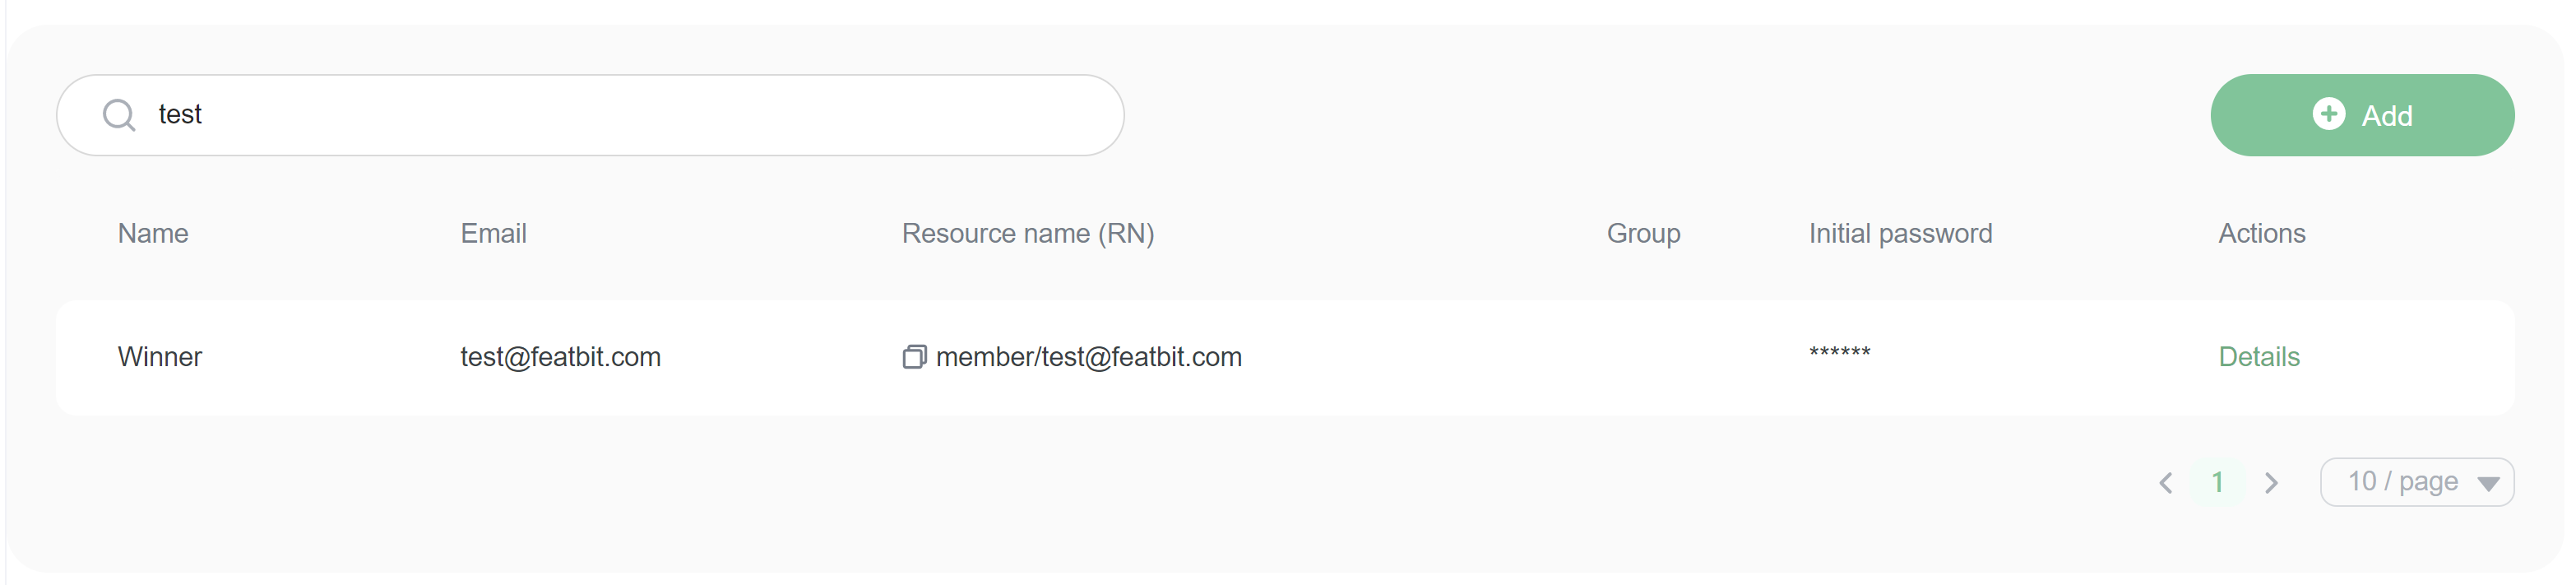 test
Add
Name Email Resource name (RN) Group Initial password Actions
Winner test@featbit.com member/test@featbit.com ****** Details
1 10 / page